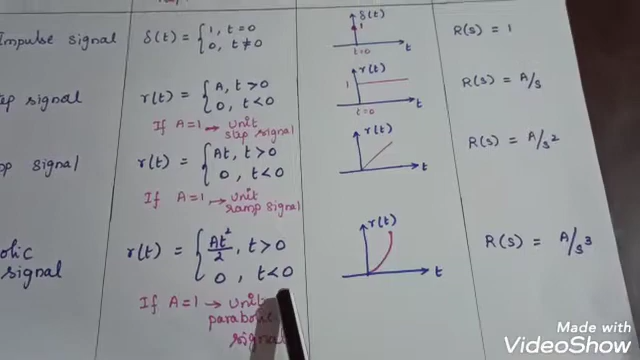 Impulse signal δ(t) = { 1, t=0 δ(t) R(s) = 1
0, t≠0 1
t=0 t
signal r(t) = { A, t>0 r(t) R(s) = A/s
0, t<0 1
t=0 t
If A=1 → unit
step signal
signal r(t) = { At, t>0 r(t) R(s) = A/s²
0, t<0 t
If A=1 → unit
ramp signal
olic r(t) = { At²/2, t>0 r(t) R(s) = A/s³
signal 0, t<0 t
If A=1 → unit
parabolic
signal
Made with
VideoShow